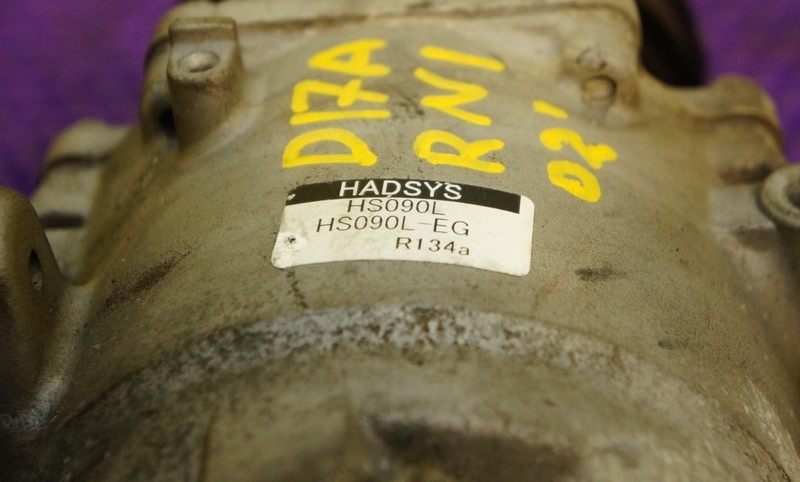 D17A
RN1
02'
HADSYS
HS090L
HS090L-EG
R134a